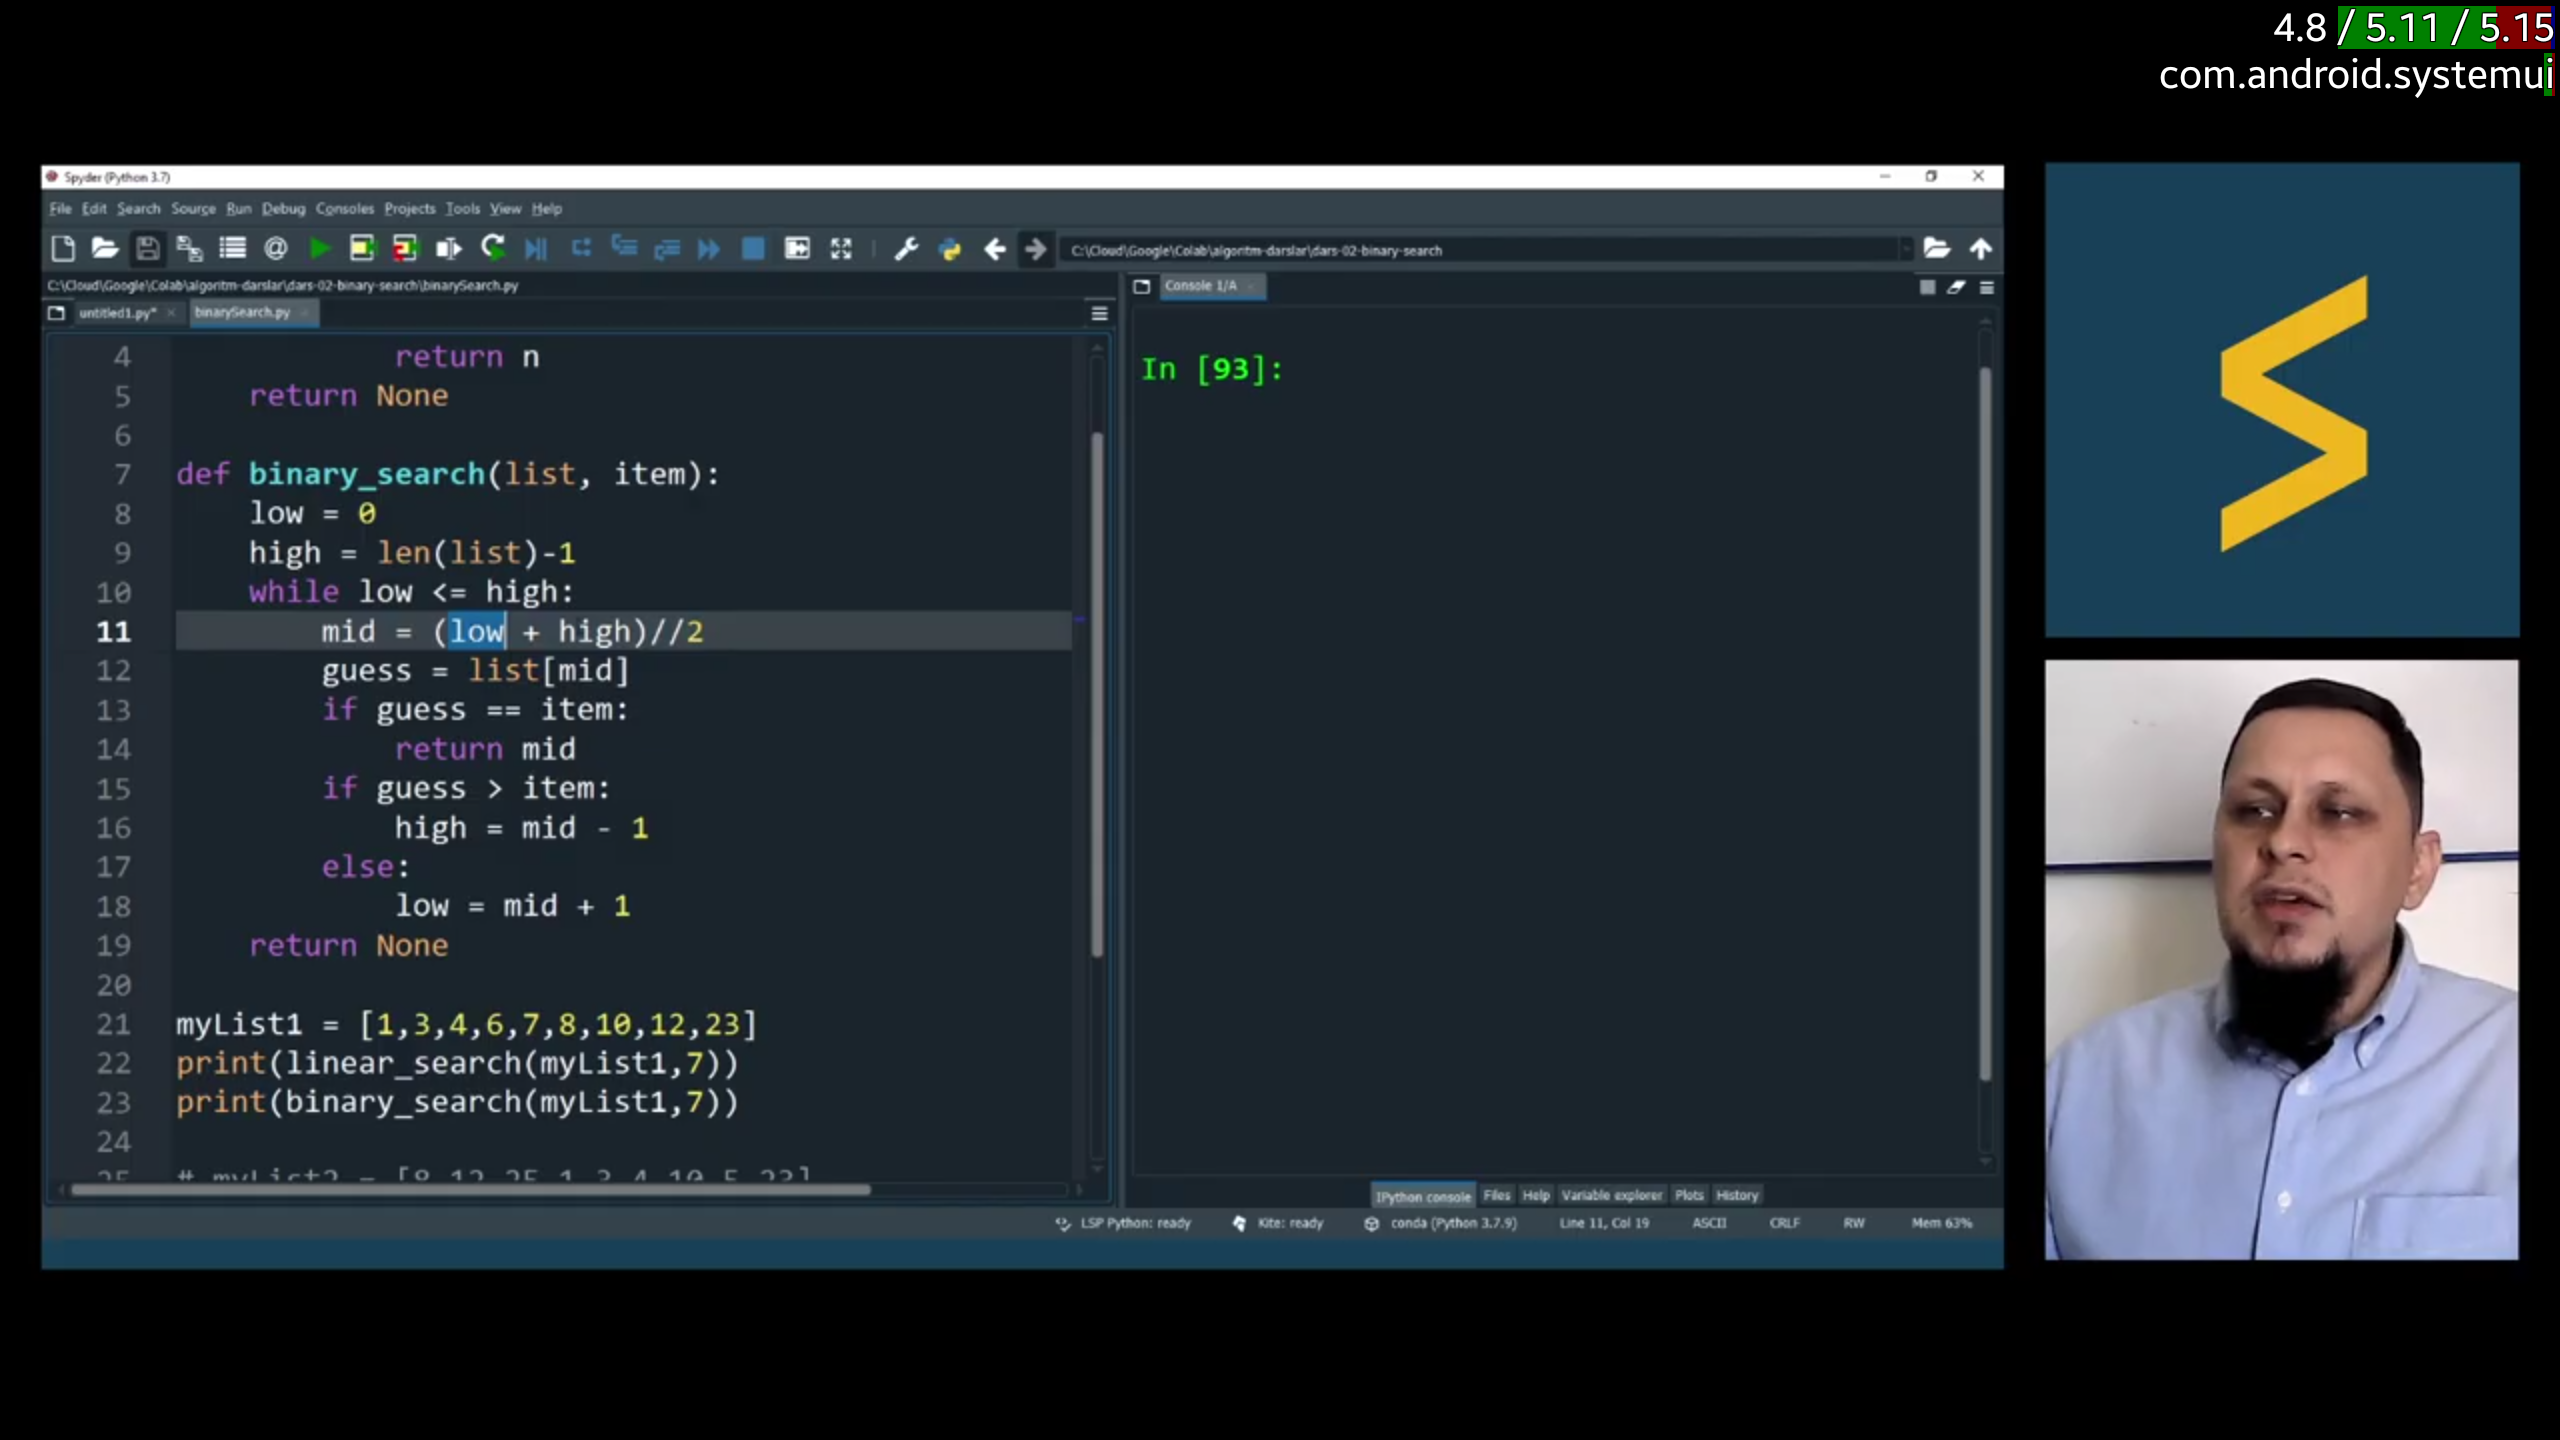 4.8 / 5.11 / 5.15
com.android.systemui
Spyder (Python 3.7)
File Edit Search Source Run Debug Consoles Projects Tools View Help
C:\Cloud\Google\Colab\algoritm-darslar\dars-02-binary-search
C:\Cloud\Google\Colab\algoritm-darslar\dars-02-binary-search\binarySearch.py
untitled1.py*
binarySearch.py
4 return n
5 return None
6
7 def binary_search(list, item):
8 low = 0
9 high = len(list)-1
10 while low <= high:
11 mid = (low + high)//2
12 guess = list[mid]
13 if guess == item:
14 return mid
15 if guess > item:
16 high = mid - 1
17 else:
18 low = mid + 1
19 return None
20
21 myList1 = [1,3,4,6,7,8,10,12,23]
22 print(linear_search(myList1,7))
23 print(binary_search(myList1,7))
24
Console 1/A
In [93]:
IPython console Files Help Variable explorer Plots History
LSP Python: ready Kite: ready conda (Python 3.7.9) Line 11, Col 19 ASCII CRLF RW Mem 63%